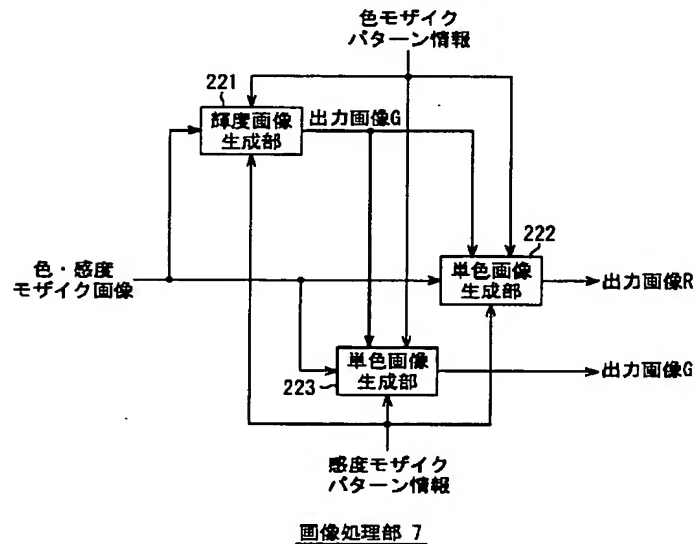 色モザイク
パターン情報
221
輝度画像
生成部
出力画像G
222
色・感度
モザイク画像
単色画像
生成部
出力画像R
単色画像
生成部
223
出力画像G
感度モザイク
パターン情報
画像処理部 7